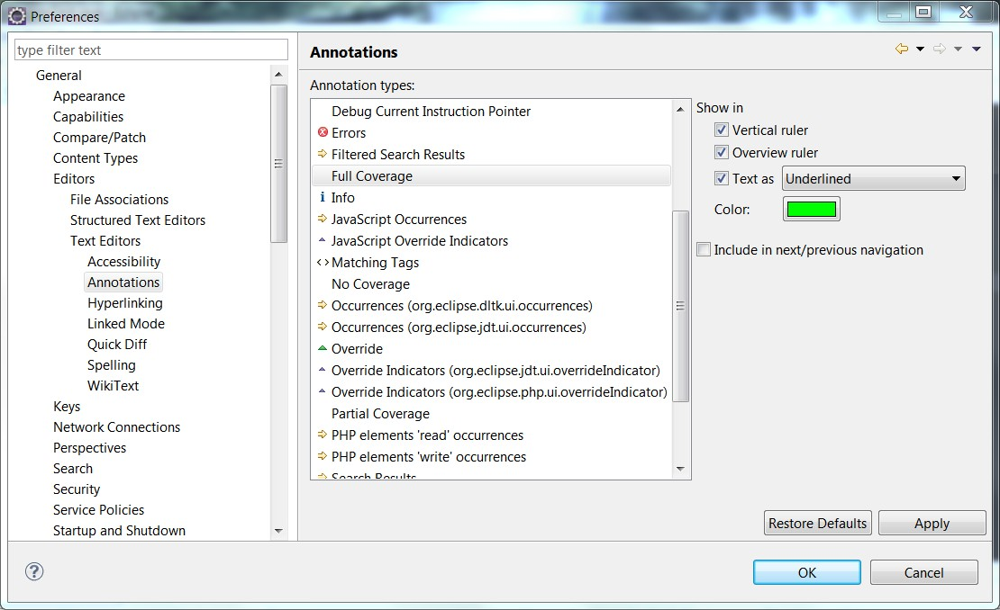 Preferences
type filter text
General
Appearance
Capabilities
Compare/Patch
Content Types
Editors
File Associations
Structured Text Editors
Text Editors
Accessibility
Annotations
Hyperlinking
Linked Mode
Quick Diff
Spelling
WikiText
Keys
Network Connections
Perspectives
Search
Security
Service Policies
Startup and Shutdown
Annotations
Annotation types:
Debug Current Instruction Pointer
Errors
Filtered Search Results
Full Coverage
Info
JavaScript Occurrences
JavaScript Override Indicators
Matching Tags
No Coverage
Occurrences (org.eclipse.dltk.ui.occurrences)
Occurrences (org.eclipse.jdt.ui.occurrences)
Override
Override Indicators (org.eclipse.jdt.ui.overrideIndicator)
Override Indicators (org.eclipse.php.ui.overrideIndicator)
Partial Coverage
PHP elements 'read' occurrences
PHP elements 'write' occurrences
Search Results
Show in
Vertical ruler
Overview ruler
Text as Underlined
Color:
Include in next/previous navigation
Restore Defaults Apply
OK Cancel